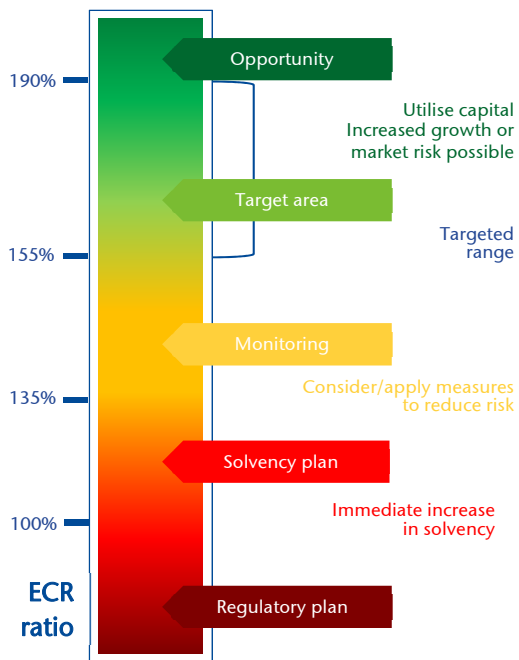 Opportunity
190%
Utilise capital
Increased growth or
market risk possible
Target area
Targeted
range
155%
Monitoring
Consider/apply measures
to reduce risk
135%
Solvency plan
Immediate increase
in solvency
100%
ECR
ratio
Regulatory plan